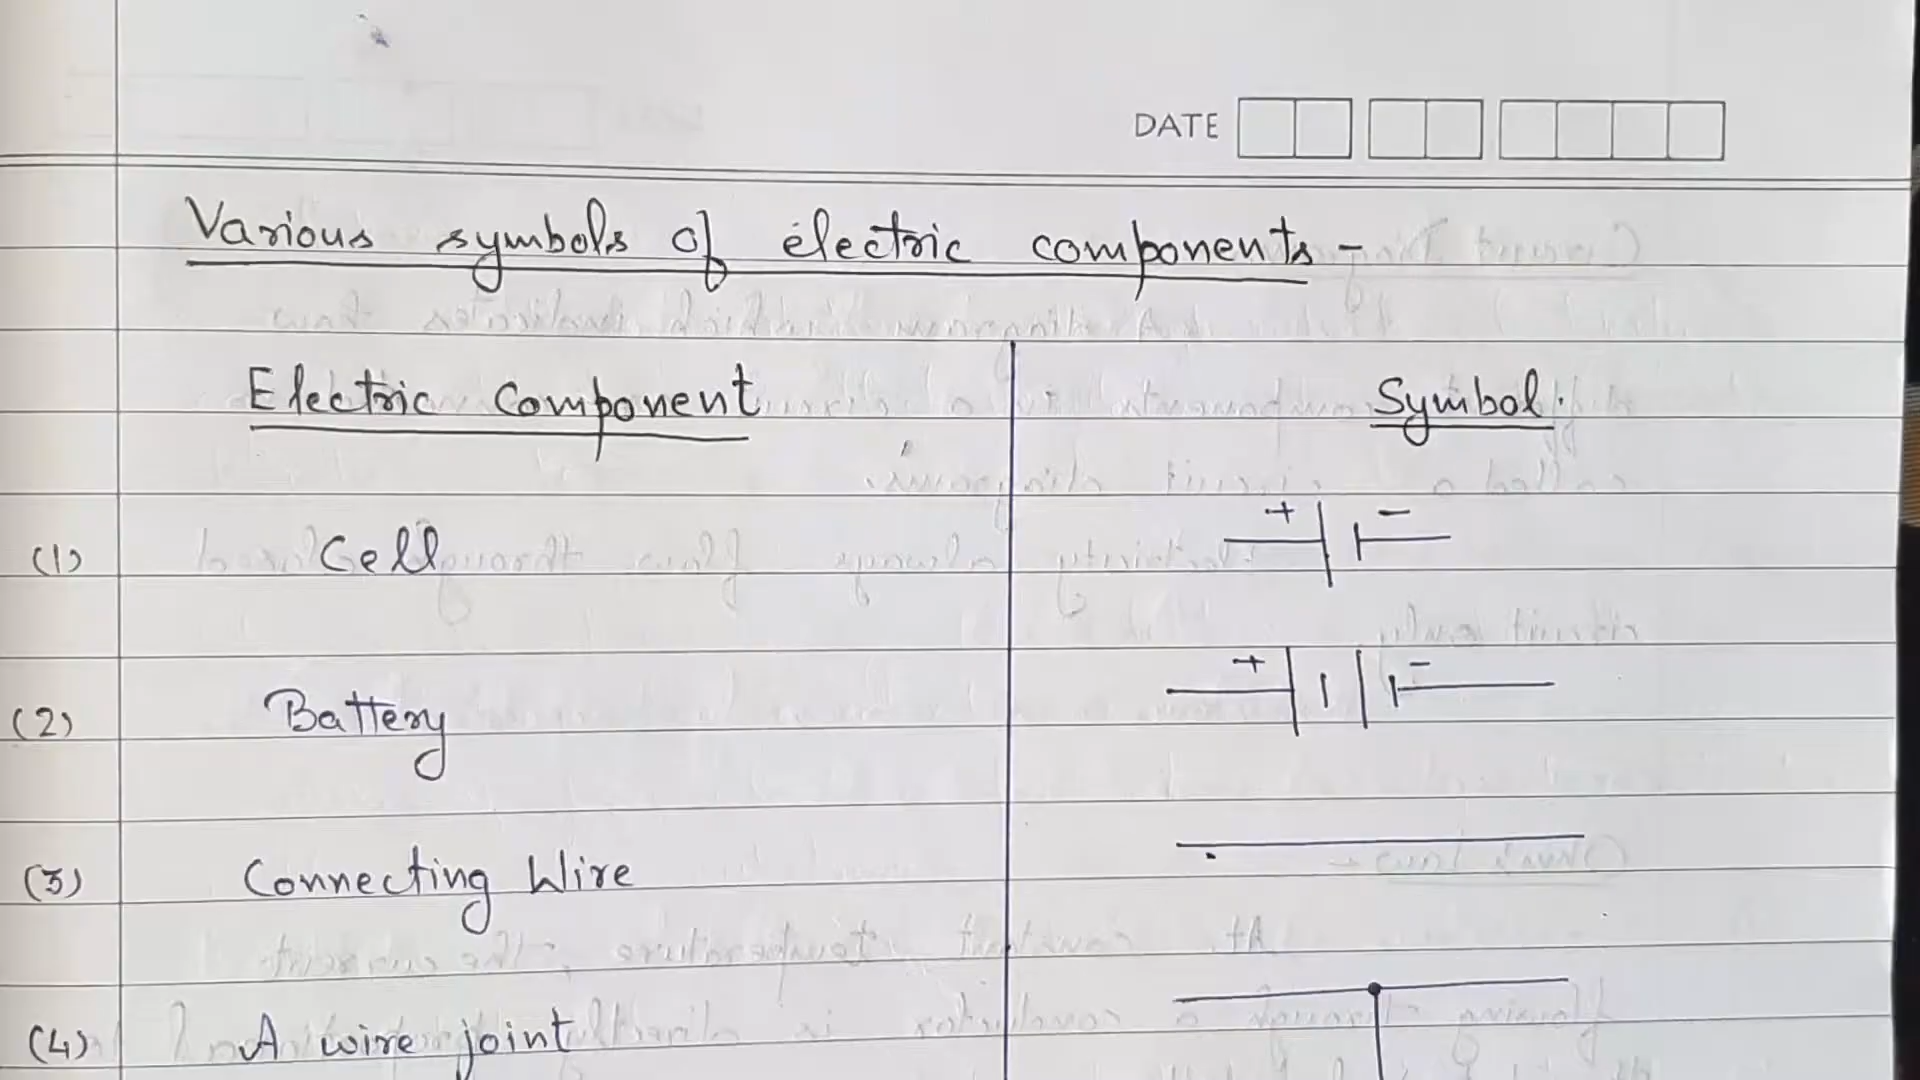 DATE
Various symbols of electric components -
Electric Component Symbol.
(1) Cell + -
(2) Battery + -
(3) Connecting Wire
(4) A wire joint